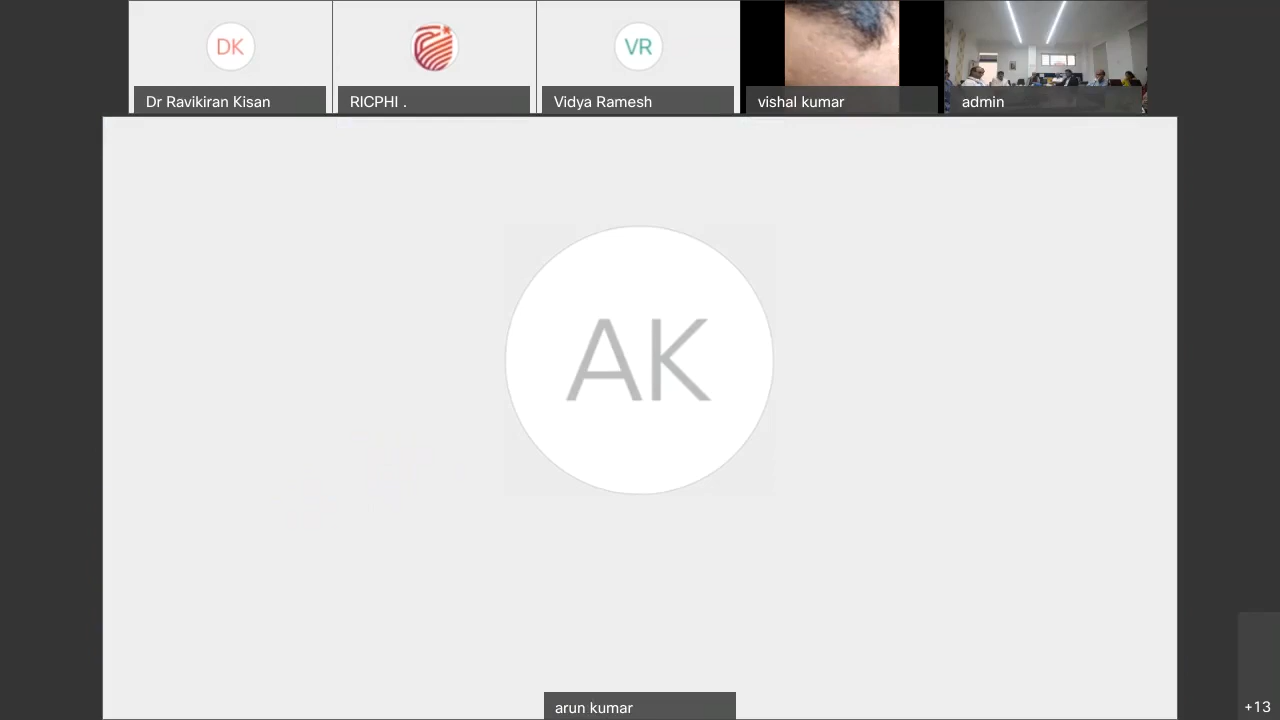 DK
VR
Dr Ravikiran Kisan
RICPHI .
Vidya Ramesh
vishal kumar
admin
AK
arun kumar
+13